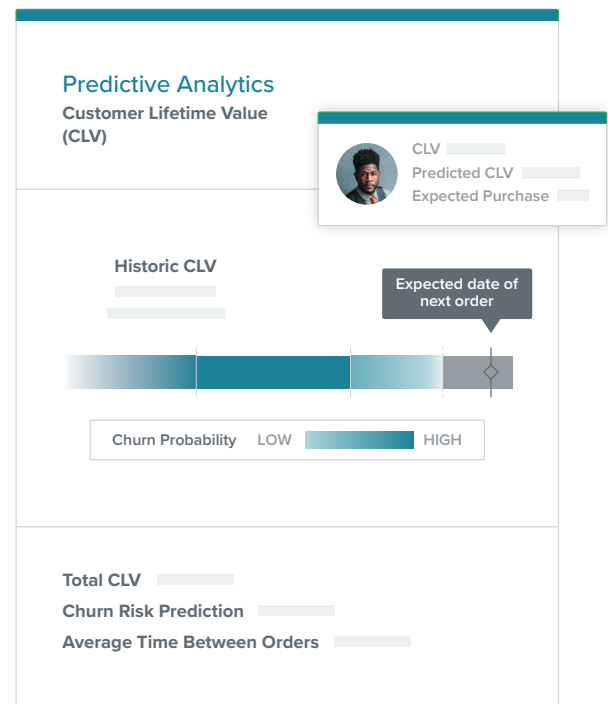 Predictive Analytics
Customer Lifetime Value
(CLV)
CLV
Predicted CLV
Expected Purchase
Historic CLV
Expected date of
next order
Churn Probability LOW HIGH
Total CLV
Churn Risk Prediction
Average Time Between Orders